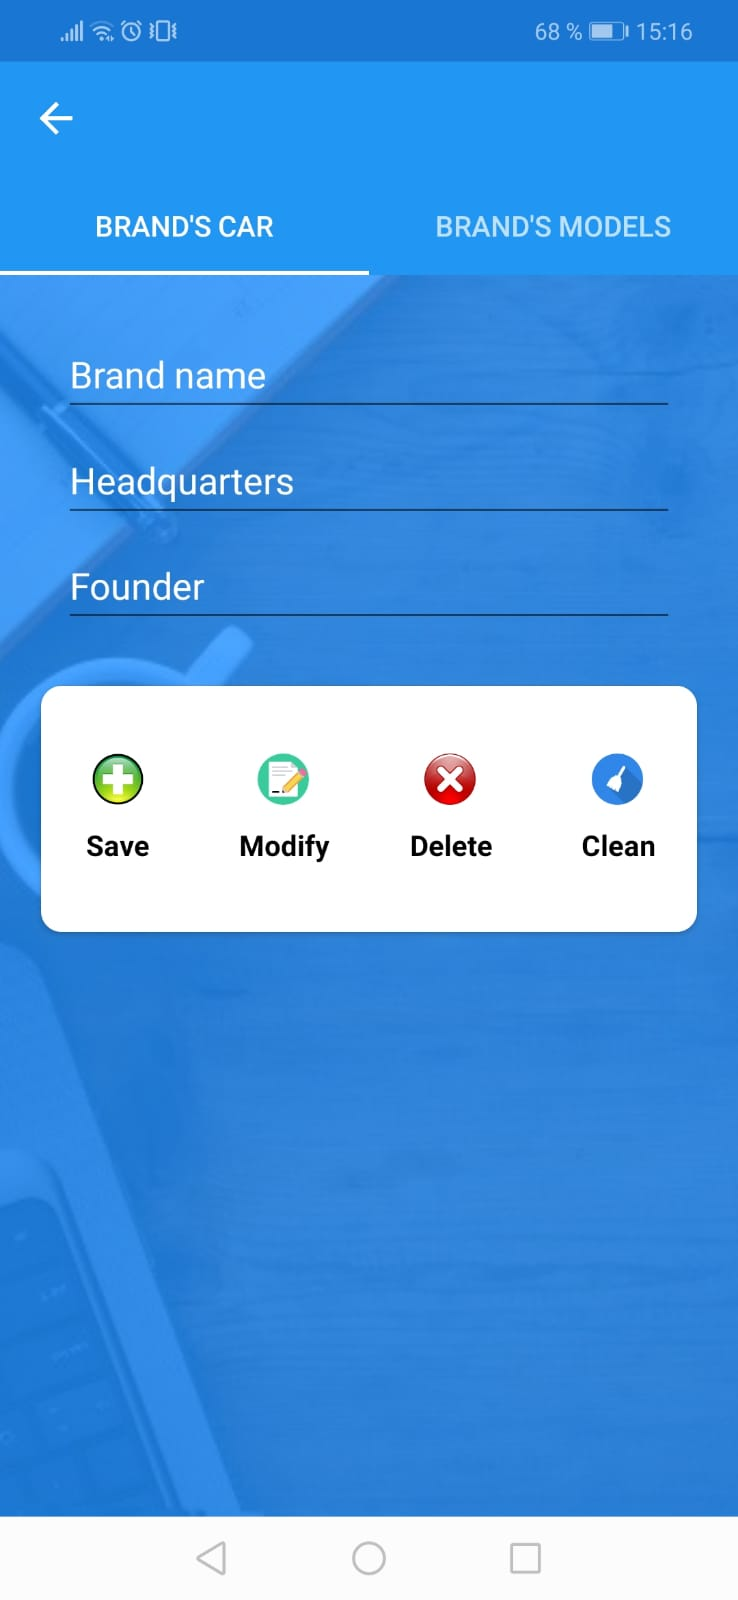 68 % 15:16
BRAND'S CAR BRAND'S MODELS
Brand name
Headquarters
Founder
Save Modify Delete Clean